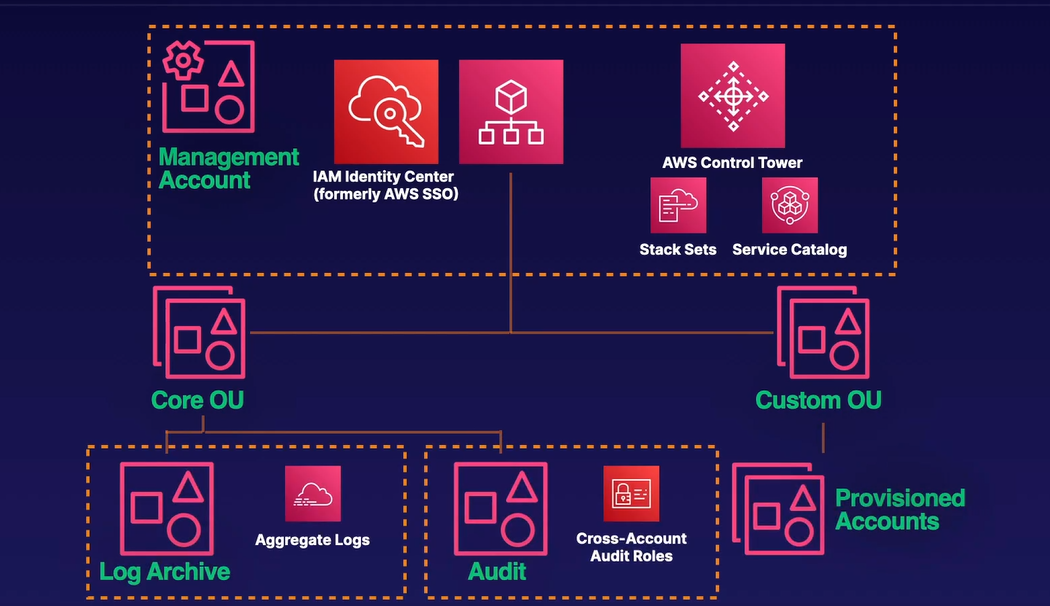 Management
Account
IAM Identity Center
(formerly AWS SSO)
AWS Control Tower
Stack Sets
Service Catalog
Core OU
Custom OU
Log Archive
Aggregate Logs
Audit
Cross-Account
Audit Roles
Provisioned
Accounts